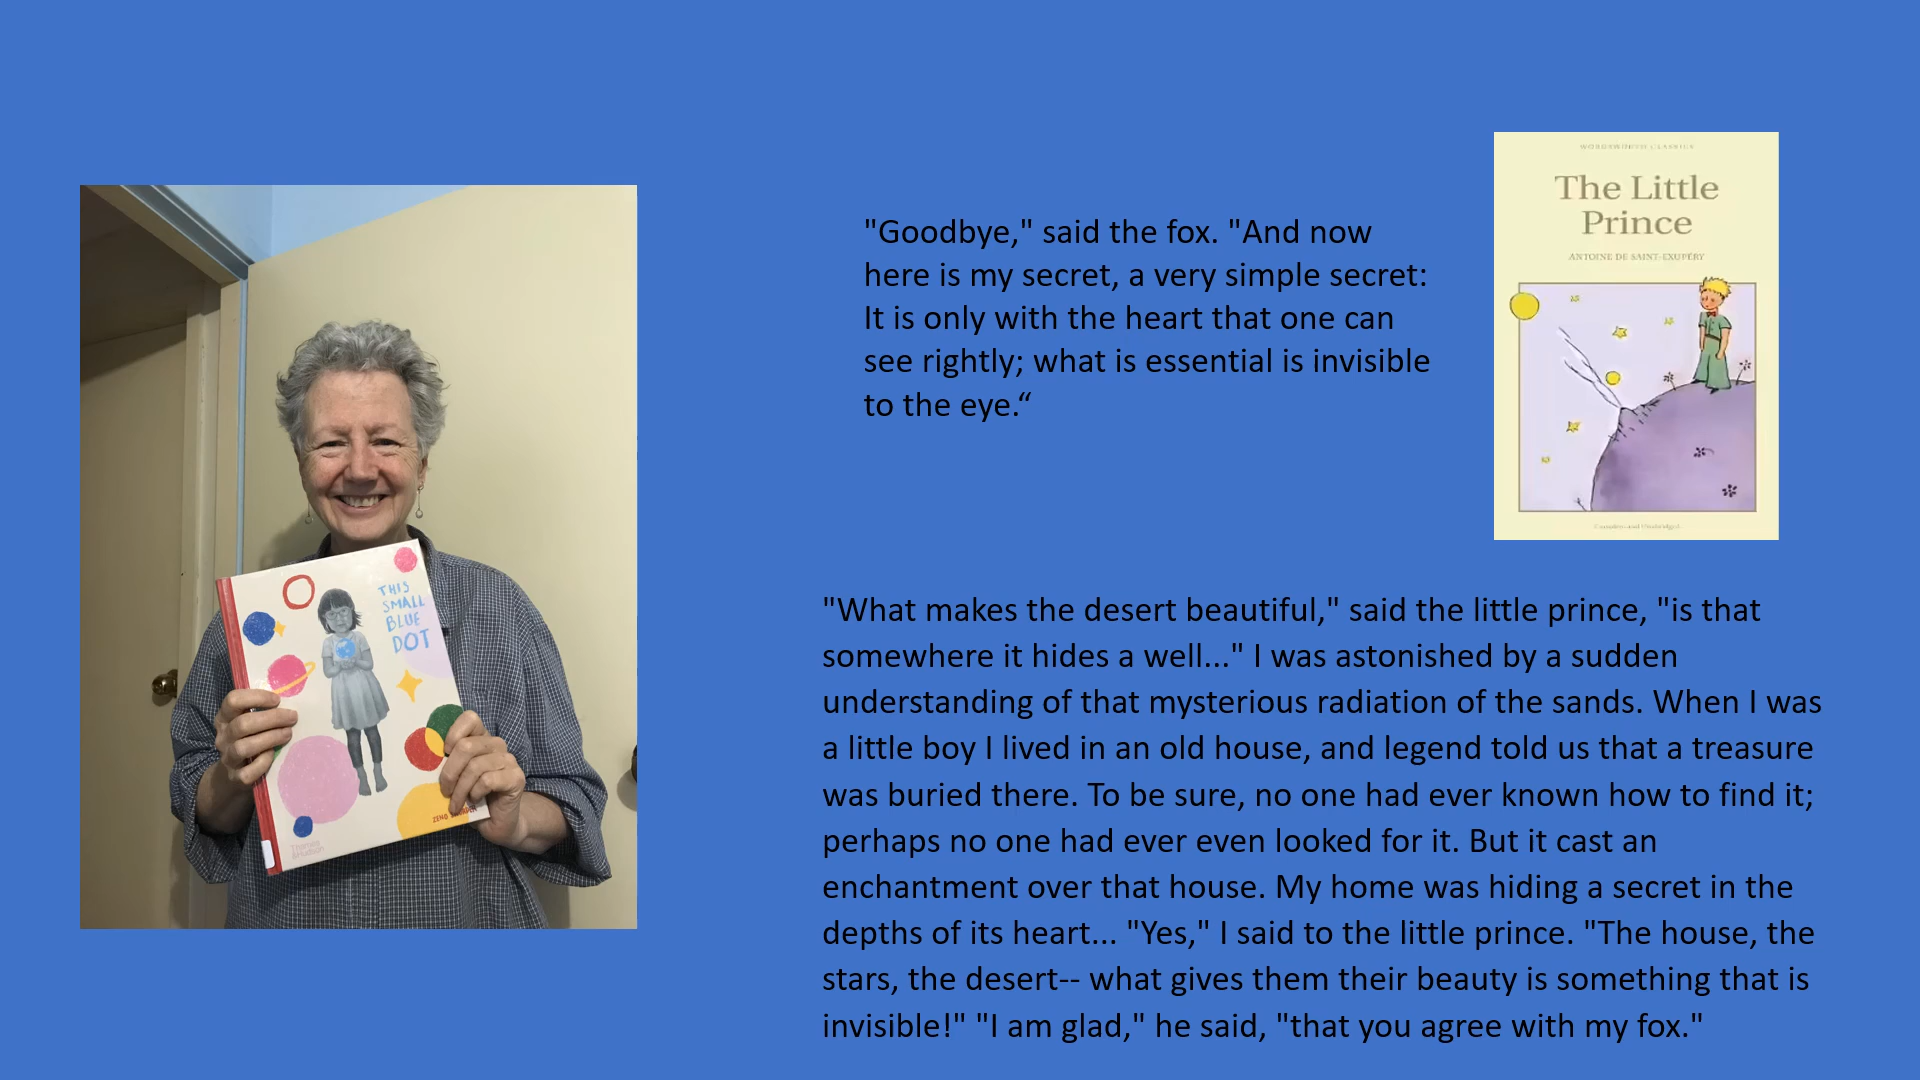 "Goodbye," said the fox. "And now
here is my secret, a very simple secret:
It is only with the heart that one can
see rightly; what is essential is invisible
to the eye.“
WORDSWORTH CLASSICS
The Little
Prince
ANTOINE DE SAINT-EXUPÉRY
THIS
SMALL
BLUE
DOT
ZENO
Thames
&Hudson
"What makes the desert beautiful," said the little prince, "is that
somewhere it hides a well..." I was astonished by a sudden
understanding of that mysterious radiation of the sands. When I was
a little boy I lived in an old house, and legend told us that a treasure
was buried there. To be sure, no one had ever known how to find it;
perhaps no one had ever even looked for it. But it cast an
enchantment over that house. My home was hiding a secret in the
depths of its heart... "Yes," I said to the little prince. "The house, the
stars, the desert-- what gives them their beauty is something that is
invisible!" "I am glad," he said, "that you agree with my fox."